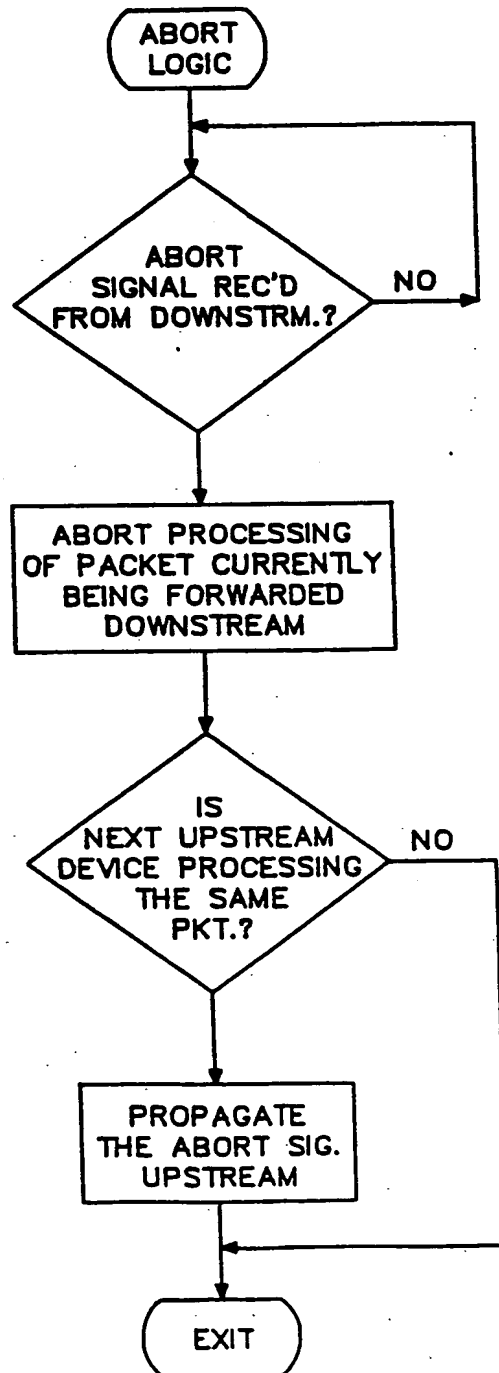 ABORT
LOGIC
ABORT
SIGNAL REC'D
FROM DOWNSTRM.?
NO
ABORT PROCESSING
OF PACKET CURRENTLY
BEING FORWARDED
DOWNSTREAM
IS
NEXT UPSTREAM
DEVICE PROCESSING
THE SAME
PKT.?
NO
PROPAGATE
THE ABORT SIG.
UPSTREAM
EXIT